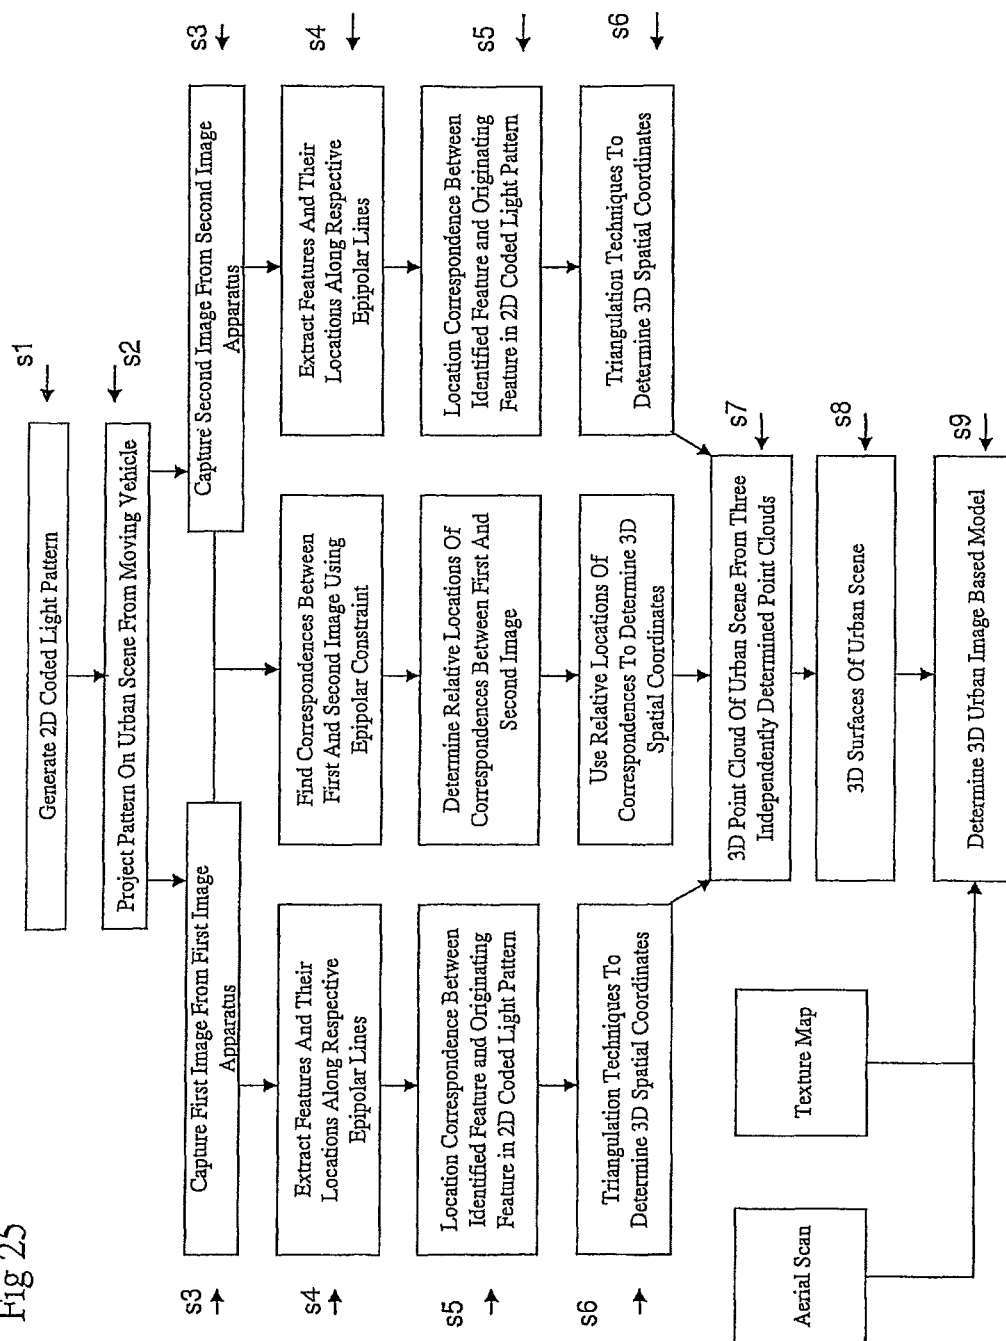 Fig 25
Generate 2D Coded Light Pattern
s1
Project Pattern On Urban Scene From Moving Vehicle
s2
s3
Capture First Image From First Image
Apparatus
Capture Second Image From Second Image
Apparatus
s3
s4
Extract Features And Their
Locations Along Respective
Epipolar Lines
Find Correspondences Between
First And Second Image Using
Epipolar Constraint
Extract Features And Their
Locations Along Respective
Epipolar Lines
s4
s5
Location Correspondence Between
Identified Feature and Originating
Feature in 2D Coded Light Pattern
Determine Relative Locations Of
Correspondences Between First And
Second Image
Location Correspondence Between
Identified Feature and Originating
Feature in 2D Coded Light Pattern
s5
s6
Triangulation Techniques To
Determine 3D Spatial Coordinates
Use Relative Locations Of
Correspondences To Determine 3D
Spatial Coordinates
Triangulation Techniques To
Determine 3D Spatial Coordinates
s6
3D Point Cloud Of Urban Scene From Three
Independently Determined Point Clouds
s7
3D Surfaces Of Urban Scene
s8
Aerial Scan
Texture Map
Determine 3D Urban Image Based Model
s9